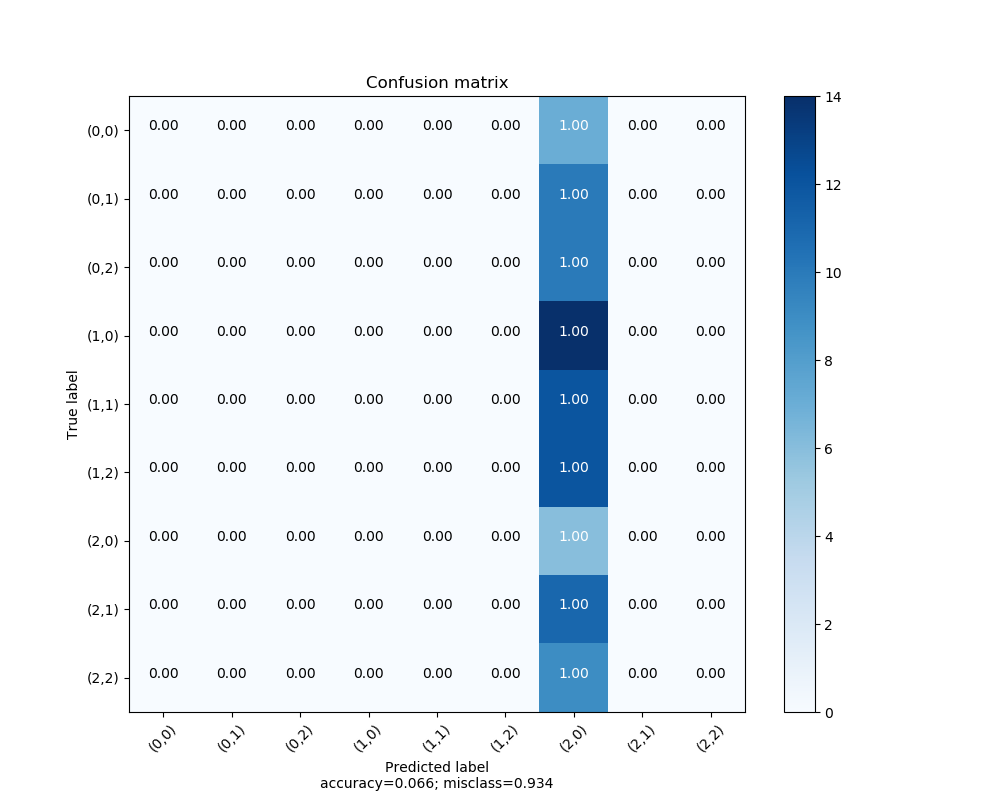 Confusion matrix
14
(0,0) 0.00 0.00 0.00 0.00 0.00 0.00 1.00 0.00 0.00
12
(0,1) 0.00 0.00 0.00 0.00 0.00 0.00 1.00 0.00 0.00
(0,2) 0.00 0.00 0.00 0.00 0.00 0.00 1.00 0.00 0.00
10
(1,0) 0.00 0.00 0.00 0.00 0.00 0.00 1.00 0.00 0.00
8
True label
(1,1) 0.00 0.00 0.00 0.00 0.00 0.00 1.00 0.00 0.00
6
(1,2) 0.00 0.00 0.00 0.00 0.00 0.00 1.00 0.00 0.00
(2,0) 0.00 0.00 0.00 0.00 0.00 0.00 1.00 0.00 0.00
4
(2,1) 0.00 0.00 0.00 0.00 0.00 0.00 1.00 0.00 0.00
2
(2,2) 0.00 0.00 0.00 0.00 0.00 0.00 1.00 0.00 0.00
0
(0,0) (0,1) (0,2) (1,0) (1,1) (1,2) (2,0) (2,1) (2,2)
Predicted label
accuracy=0.066; misclass=0.934